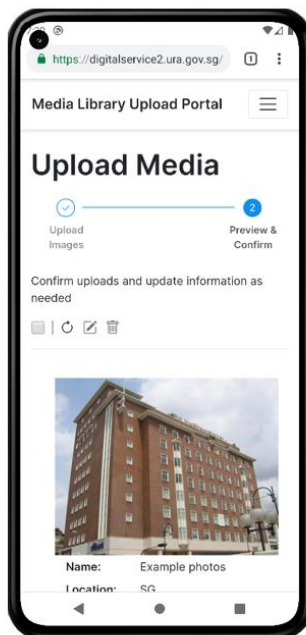 https://digitalservice2.ura.gov.sg/
1
Media Library Upload Portal
Upload Media
2
Upload
Images
Preview &
Confirm
Confirm uploads and update information as
needed
Name: Example photos
Location: SG